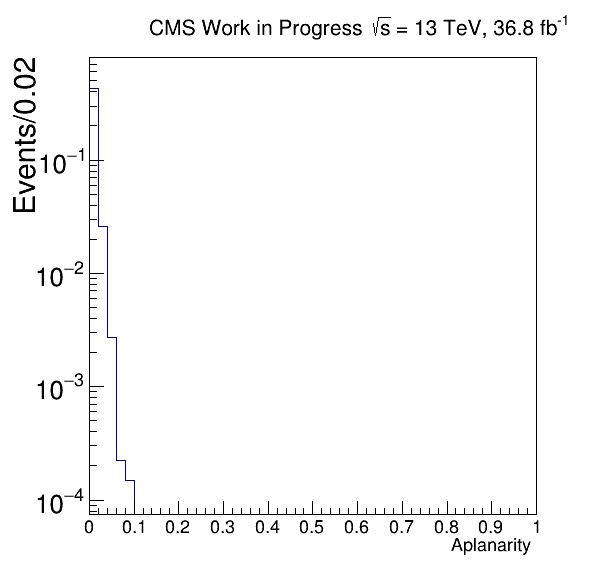 CMS Work in Progress √s = 13 TeV, 36.8 fb⁻¹
Events/0.02
10⁻¹
10⁻²
10⁻³
10⁻⁴
0 0.1 0.2 0.3 0.4 0.5 0.6 0.7 0.8 0.9 1
Aplanarity